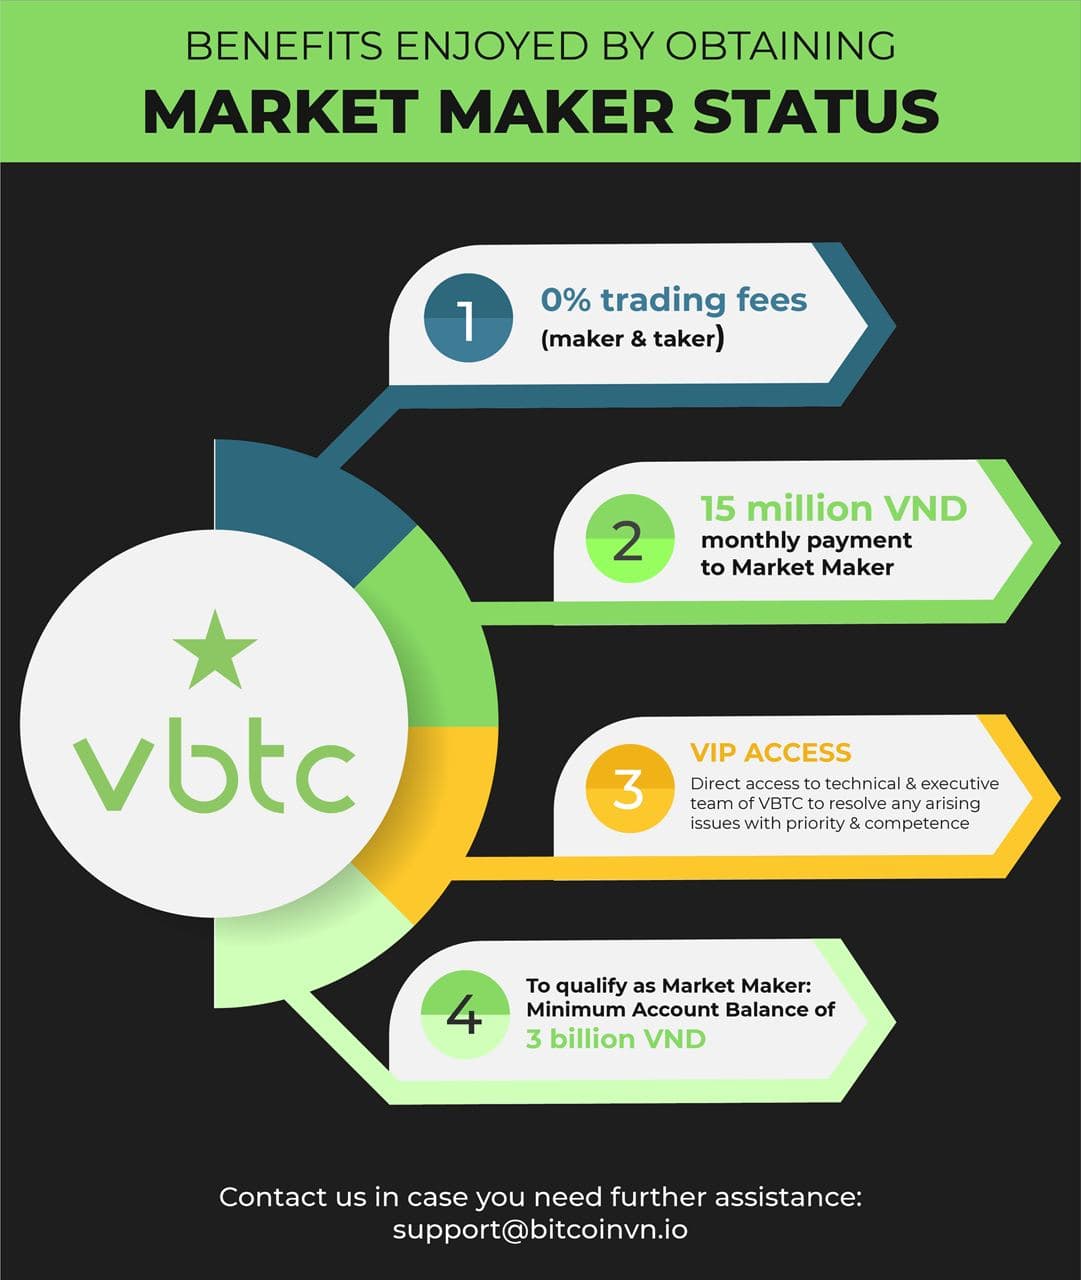 BENEFITS ENJOYED BY OBTAINING
MARKET MAKER STATUS
1
0% trading fees
(maker & taker)
2
15 million VND
monthly payment
to Market Maker
vbtc
3
VIP ACCESS
Direct access to technical & executive
team of VBTC to resolve any arising
issues with priority & competence
4
To qualify as Market Maker:
Minimum Account Balance of
3 billion VND
Contact us in case you need further assistance:
support@bitcoinvn.io